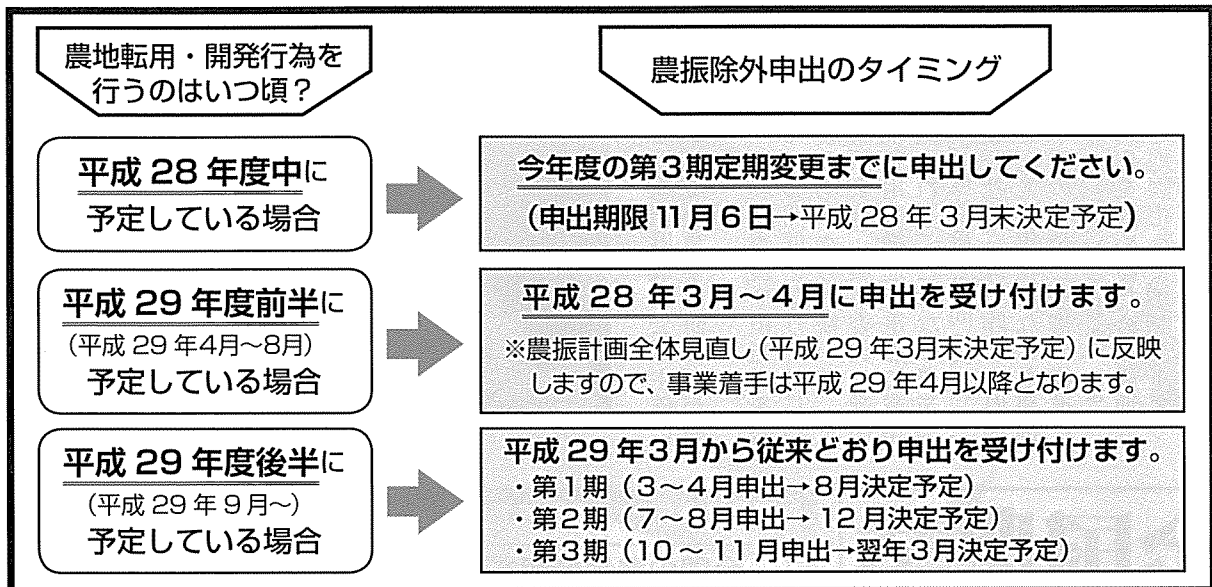 農地転用・開発行為を
行うのはいつ頃？
農振除外申出のタイミング
平成 28 年度中に
予定している場合
今年度の第3期定期変更までに申出してください。
(申出期限 11 月 6 日→平成 28 年 3 月末決定予定)
平成 29 年度前半に
(平成 29 年4月～8月)
予定している場合
平成 28 年3月～4月に申出を受け付けます。
※農振計画全体見直し (平成 29 年3月末決定予定) に反映
しますので、事業着手は平成 29 年4月以降となります。
平成 29 年度後半に
(平成 29 年 9 月～)
予定している場合
平成 29 年3月から従来どおり申出を受け付けます。
・第1期（3～4月申出→8月決定予定）
・第2期（7～8月申出→ 12 月決定予定）
・第3期（10 ～ 11 月申出→翌年3月決定予定）